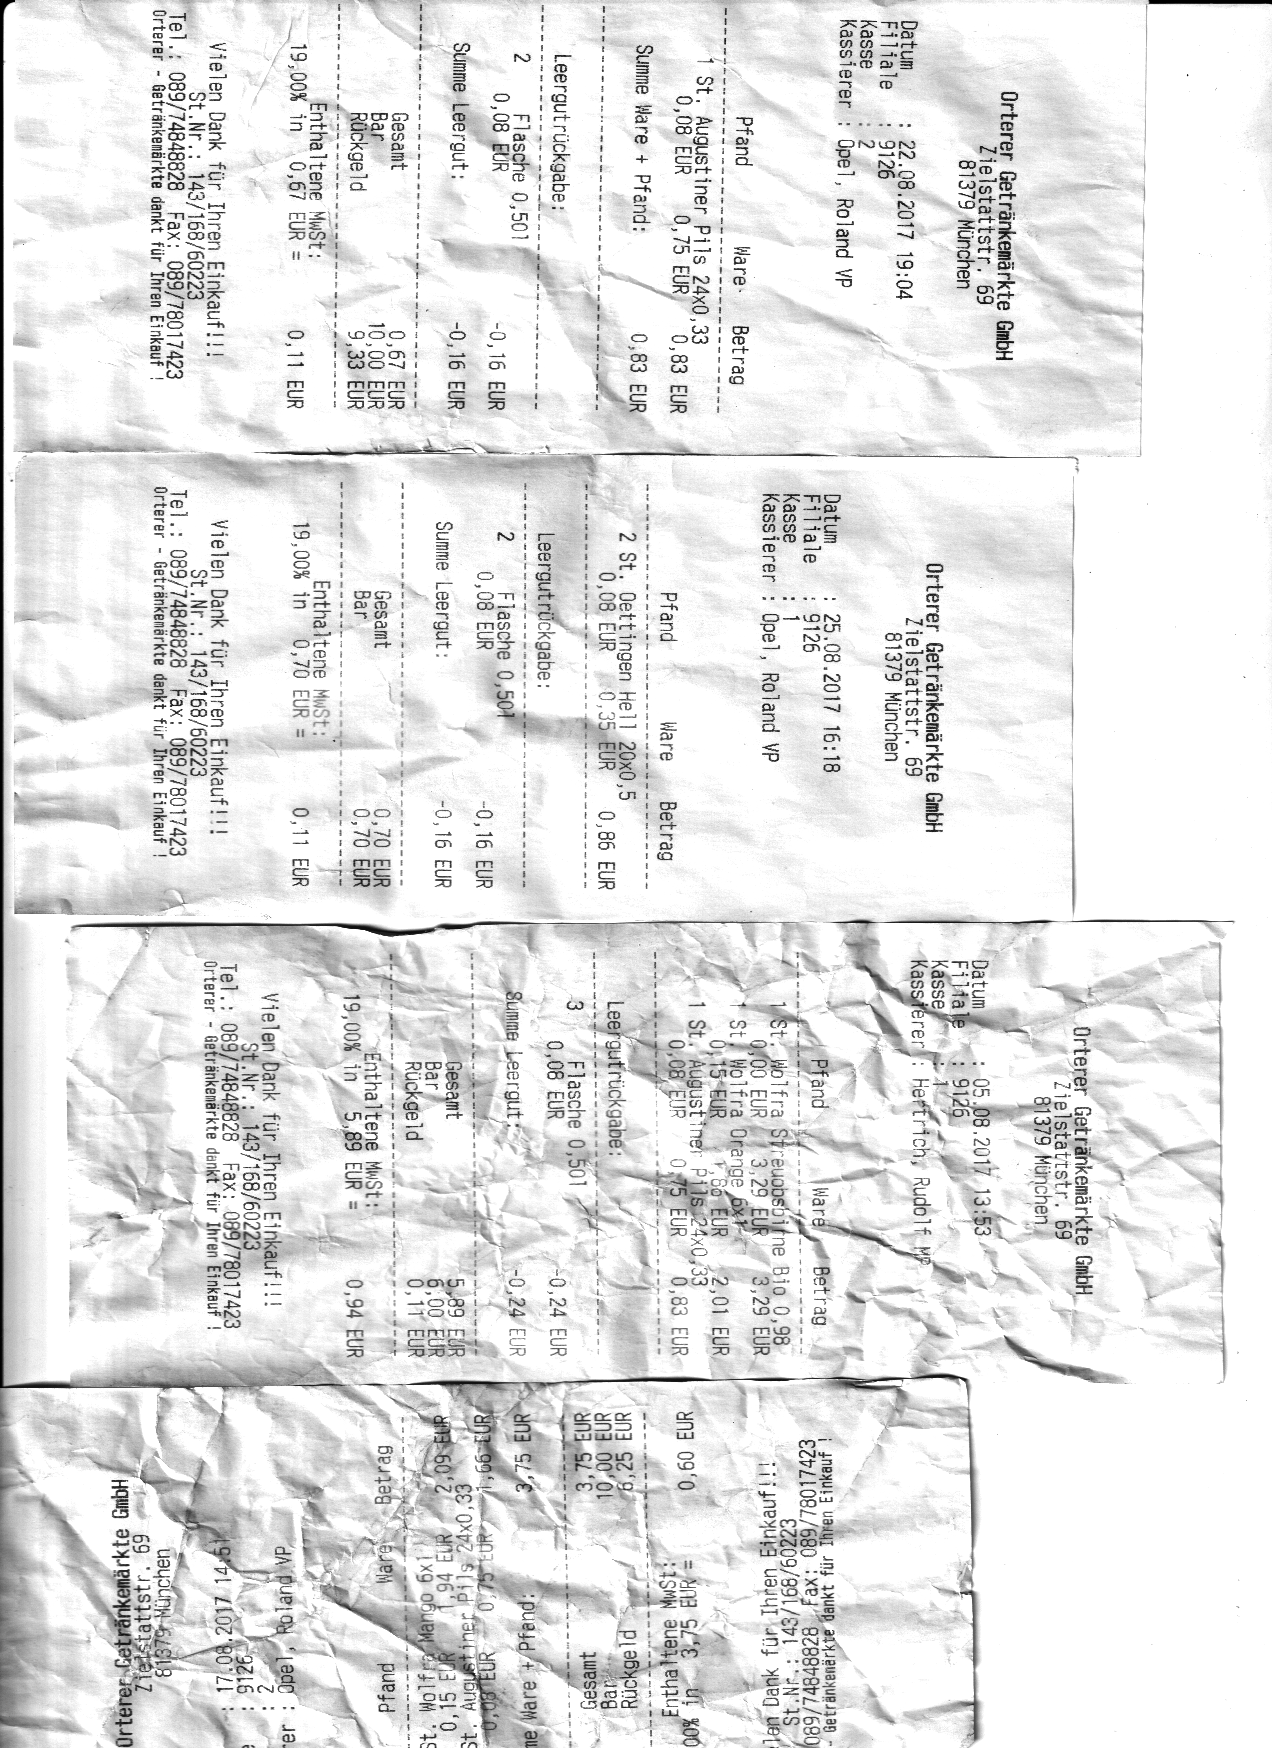 Orterer Getränkemärkte GmbH
Zielstattstr. 69
81379 München
Datum : 22.08.2017 19:04
Filiale : 9126
Kasse : 2
Kassierer : Opel, Roland VP
Pfand Ware Betrag
1 St. Augustiner Pils 24x0,33
0,08 EUR 0,75 EUR 0,83 EUR
Summe Ware + Pfand: 0,83 EUR
Leergutrückgabe:
2 Flasche 0,50l
0,08 EUR -0,16 EUR
Summe Leergut: -0,16 EUR
Gesamt 0,67 EUR
Bar 10,00 EUR
Rückgeld 9,33 EUR
Enthaltene MwSt:
19,00% in 0,67 EUR = 0,11 EUR
Vielen Dank für Ihren Einkauf!!!
St.Nr.: 143/168/60223
Tel.: 089/74848828 Fax: 089/78017423
Orterer - Getränkemärkte dankt für Ihren Einkauf !
Orterer Getränkemärkte GmbH
Zielstattstr. 69
81379 München
Datum : 25.08.2017 16:18
Filiale : 9126
Kasse : 1
Kassierer : Opel, Roland VP
Pfand Ware Betrag
2 St. Oettingen Hell 20x0,5
0,08 EUR 0,35 EUR 0,86 EUR
Leergutrückgabe:
2 Flasche 0,50l
0,08 EUR -0,16 EUR
Summe Leergut: -0,16 EUR
Gesamt 0,70 EUR
Bar 0,70 EUR
Enthaltene MwSt:
19,00% in 0,70 EUR = 0,11 EUR
Vielen Dank für Ihren Einkauf!!!
St.Nr.: 143/168/60223
Tel.: 089/74848828 Fax: 089/78017423
Orterer - Getränkemärkte dankt für Ihren Einkauf !
Orterer Getränkemärkte GmbH
Zielstattstr. 69
81379 München
Datum : 05.08.2017 13:53
Filiale : 9126
Kasse : 1
Kassierer : Hertrich, Rudolf MP
Pfand Ware Betrag
1 St. Wolfra Streuobsbirne Bio 0,98
0,00 EUR 3,29 EUR 3,29 EUR
1 St. Wolfra Orange 6x1
0,15 EUR 1,86 EUR 2,01 EUR
1 St. Augustiner Pils 24x0,33
0,08 EUR 0,75 EUR 0,83 EUR
Leergutrückgabe:
3 Flasche 0,50l
0,08 EUR -0,24 EUR
Summe Leergut: -0,24 EUR
Gesamt 5,89 EUR
Bar 6,00 EUR
Rückgeld 0,11 EUR
Enthaltene MwSt:
19,00% in 5,89 EUR = 0,94 EUR
Vielen Dank für Ihren Einkauf!!!
St.Nr.: 143/168/60223
Tel.: 089/74848828 Fax: 089/78017423
Orterer - Getränkemärkte dankt für Ihren Einkauf !
Orterer Getränkemärkte GmbH
Zielstattstr. 69
81379 München
: 17.08.2017 14:51
e : 9126
: 2
rer : Opel, Roland VP
Pfand Ware Betrag
St. Wolfra Mango 6x1
0,15 EUR 1,94 EUR 2,09 EUR
St. Augustiner Pils 24x0,33
0,08 EUR 0,75 EUR 1,66 EUR
me Ware + Pfand: 3,75 EUR
Gesamt 3,75 EUR
Bar 10,00 EUR
Rückgeld 6,25 EUR
Enthaltene MwSt:
00% in 3,75 EUR = 0,60 EUR
len Dank für Ihren Einkauf!!!
St.Nr.: 143/168/60223
089/74848828 Fax: 089/78017423
- Getränkemärkte dankt für Ihren Einkauf !